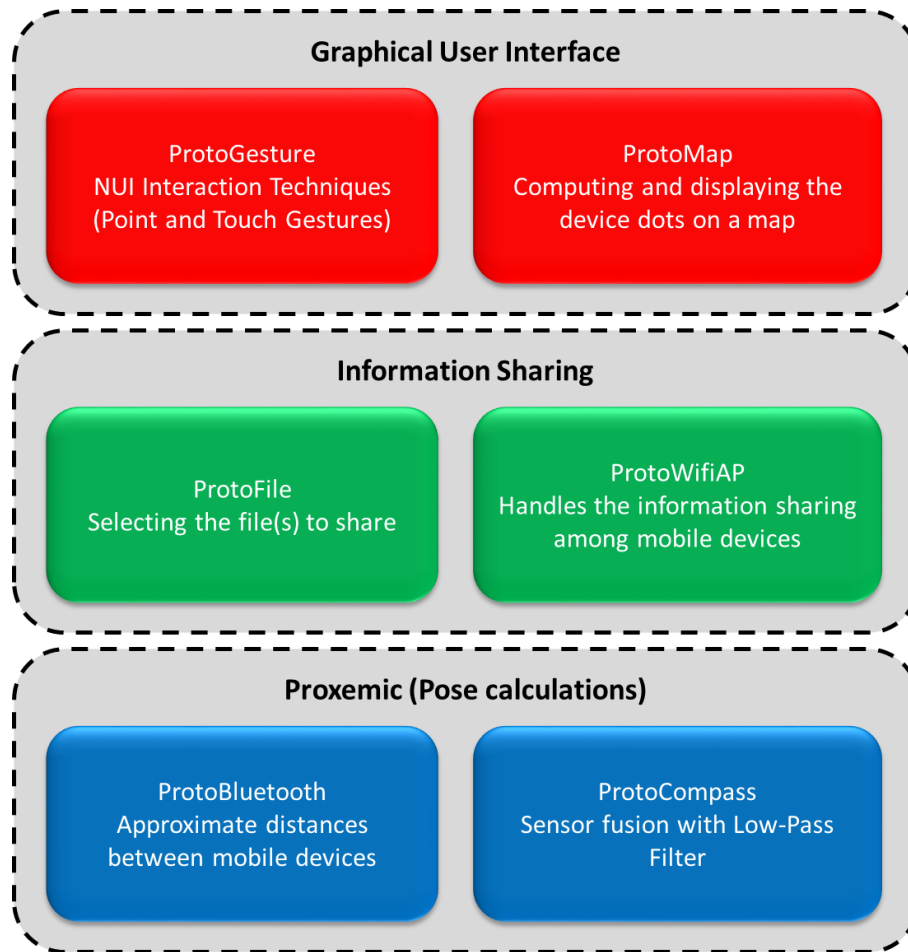 Graphical User Interface
ProtoGesture
NUI Interaction Techniques
(Point and Touch Gestures)
ProtoMap
Computing and displaying the
device dots on a map
Information Sharing
ProtoFile
Selecting the file(s) to share
ProtoWifiAP
Handles the information sharing
among mobile devices
Proxemic (Pose calculations)
ProtoBluetooth
Approximate distances
between mobile devices
ProtoCompass
Sensor fusion with Low-Pass
Filter